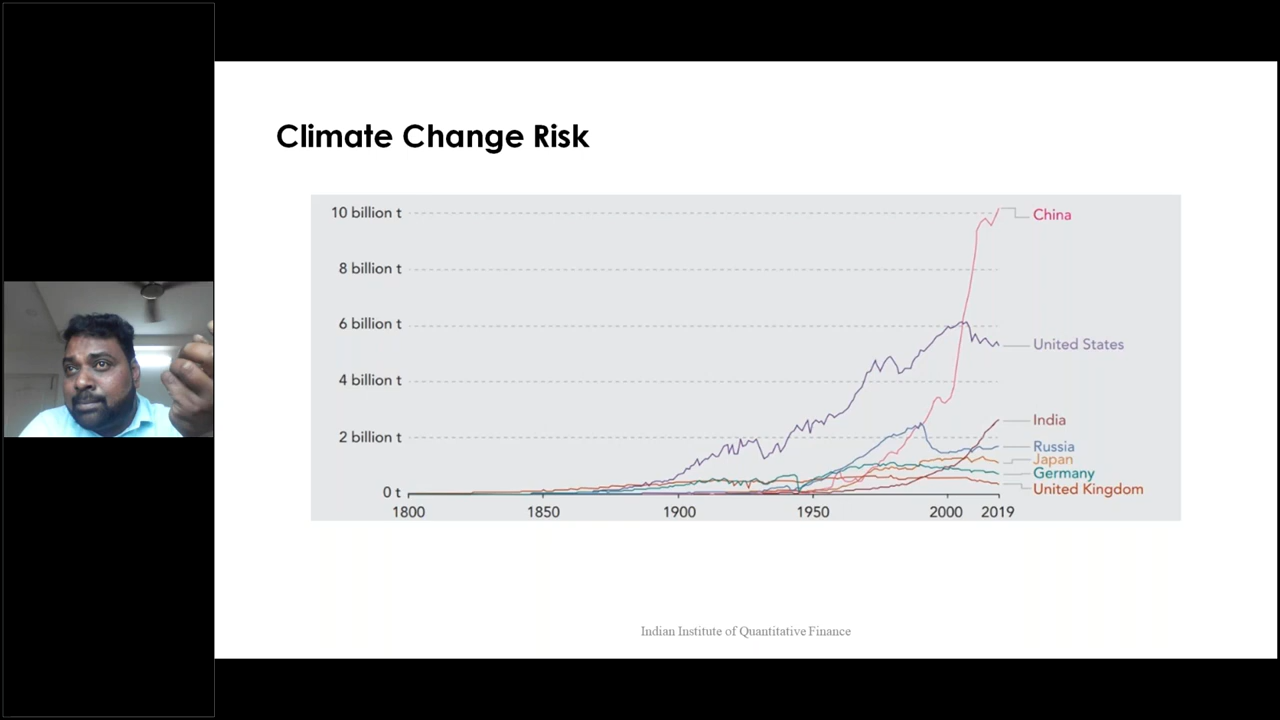 Climate Change Risk
10 billion t
8 billion t
6 billion t
4 billion t
2 billion t
0 t
1800 1850 1900 1950 2000 2019
China
United States
India
Russia
Japan
Germany
United Kingdom
Indian Institute of Quantitative Finance